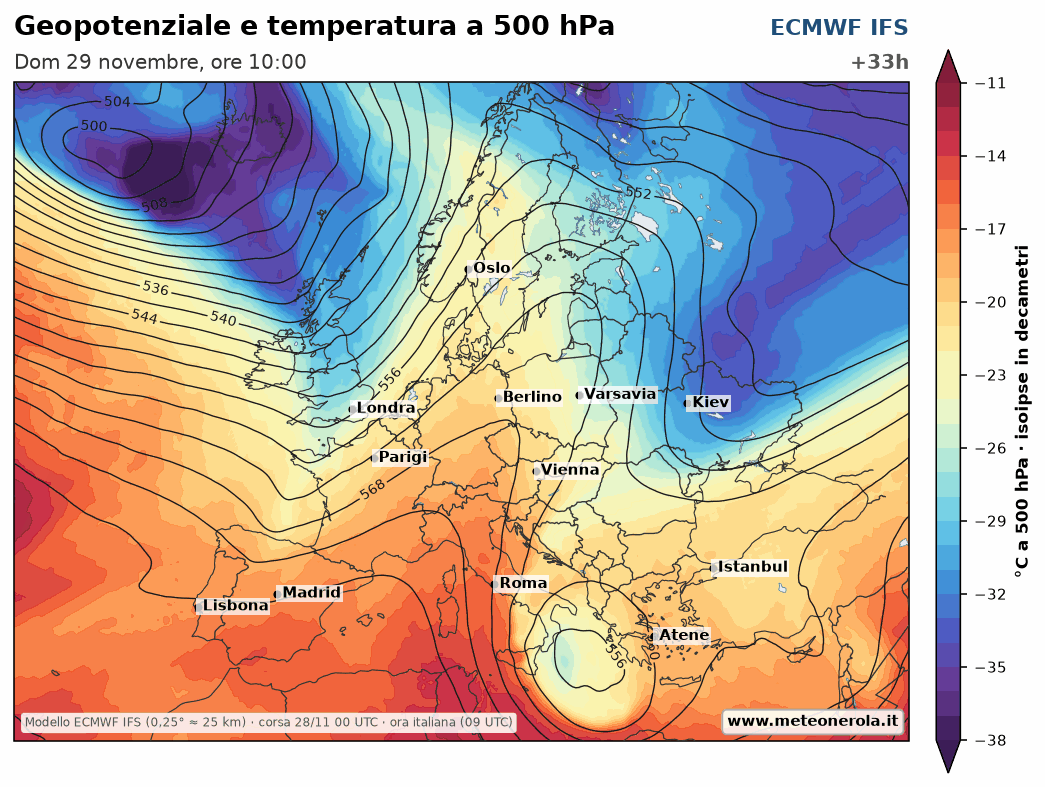 Geopotenziale e temperatura a 500 hPa
ECMWF IFS
Dom 29 novembre, ore 10:00
+33h
504
500
508
552
536
544
540
556
568
556
Oslo
Londra
Berlino
Varsavia
Kiev
Parigi
Vienna
Roma
Istanbul
Madrid
Lisbona
Atene
−11
−14
−17
−20
−23
−26
−29
−32
−35
−38
°C a 500 hPa · isoipse in decametri
Modello ECMWF IFS (0,25° ≈ 25 km) · corsa 28/11 00 UTC · ora italiana (09 UTC)
www.meteonerola.it